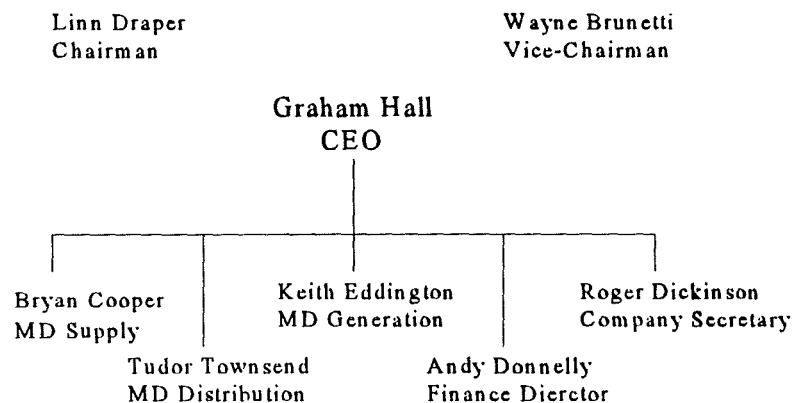 Linn Draper
Chairman
Wayne Brunetti
Vice-Chairman
Graham Hall
CEO
Bryan Cooper
MD Supply
Keith Eddington
MD Generation
Roger Dickinson
Company Secretary
Tudor Townsend
MD Distribution
Andy Donnelly
Finance Dierctor